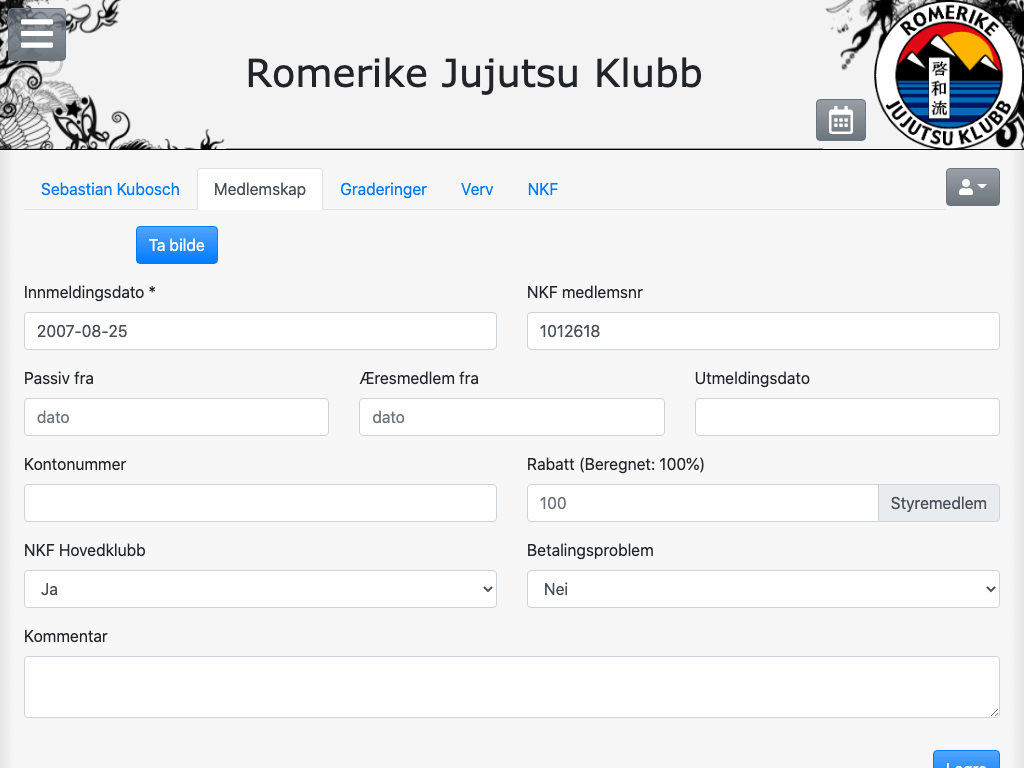 Romerike Jujutsu Klubb
ROMERIKE
啓和流
JUJUTSU KLUBB
Sebastian Kubosch Medlemskap Graderinger Verv NKF
Ta bilde
Innmeldingsdato * NKF medlemsnr
2007-08-25 1012618
Passiv fra Æresmedlem fra Utmeldingsdato
dato dato
Kontonummer Rabatt (Beregnet: 100%)
100 Styremedlem
NKF Hovedklubb Betalingsproblem
Ja Nei
Kommentar
Lagre